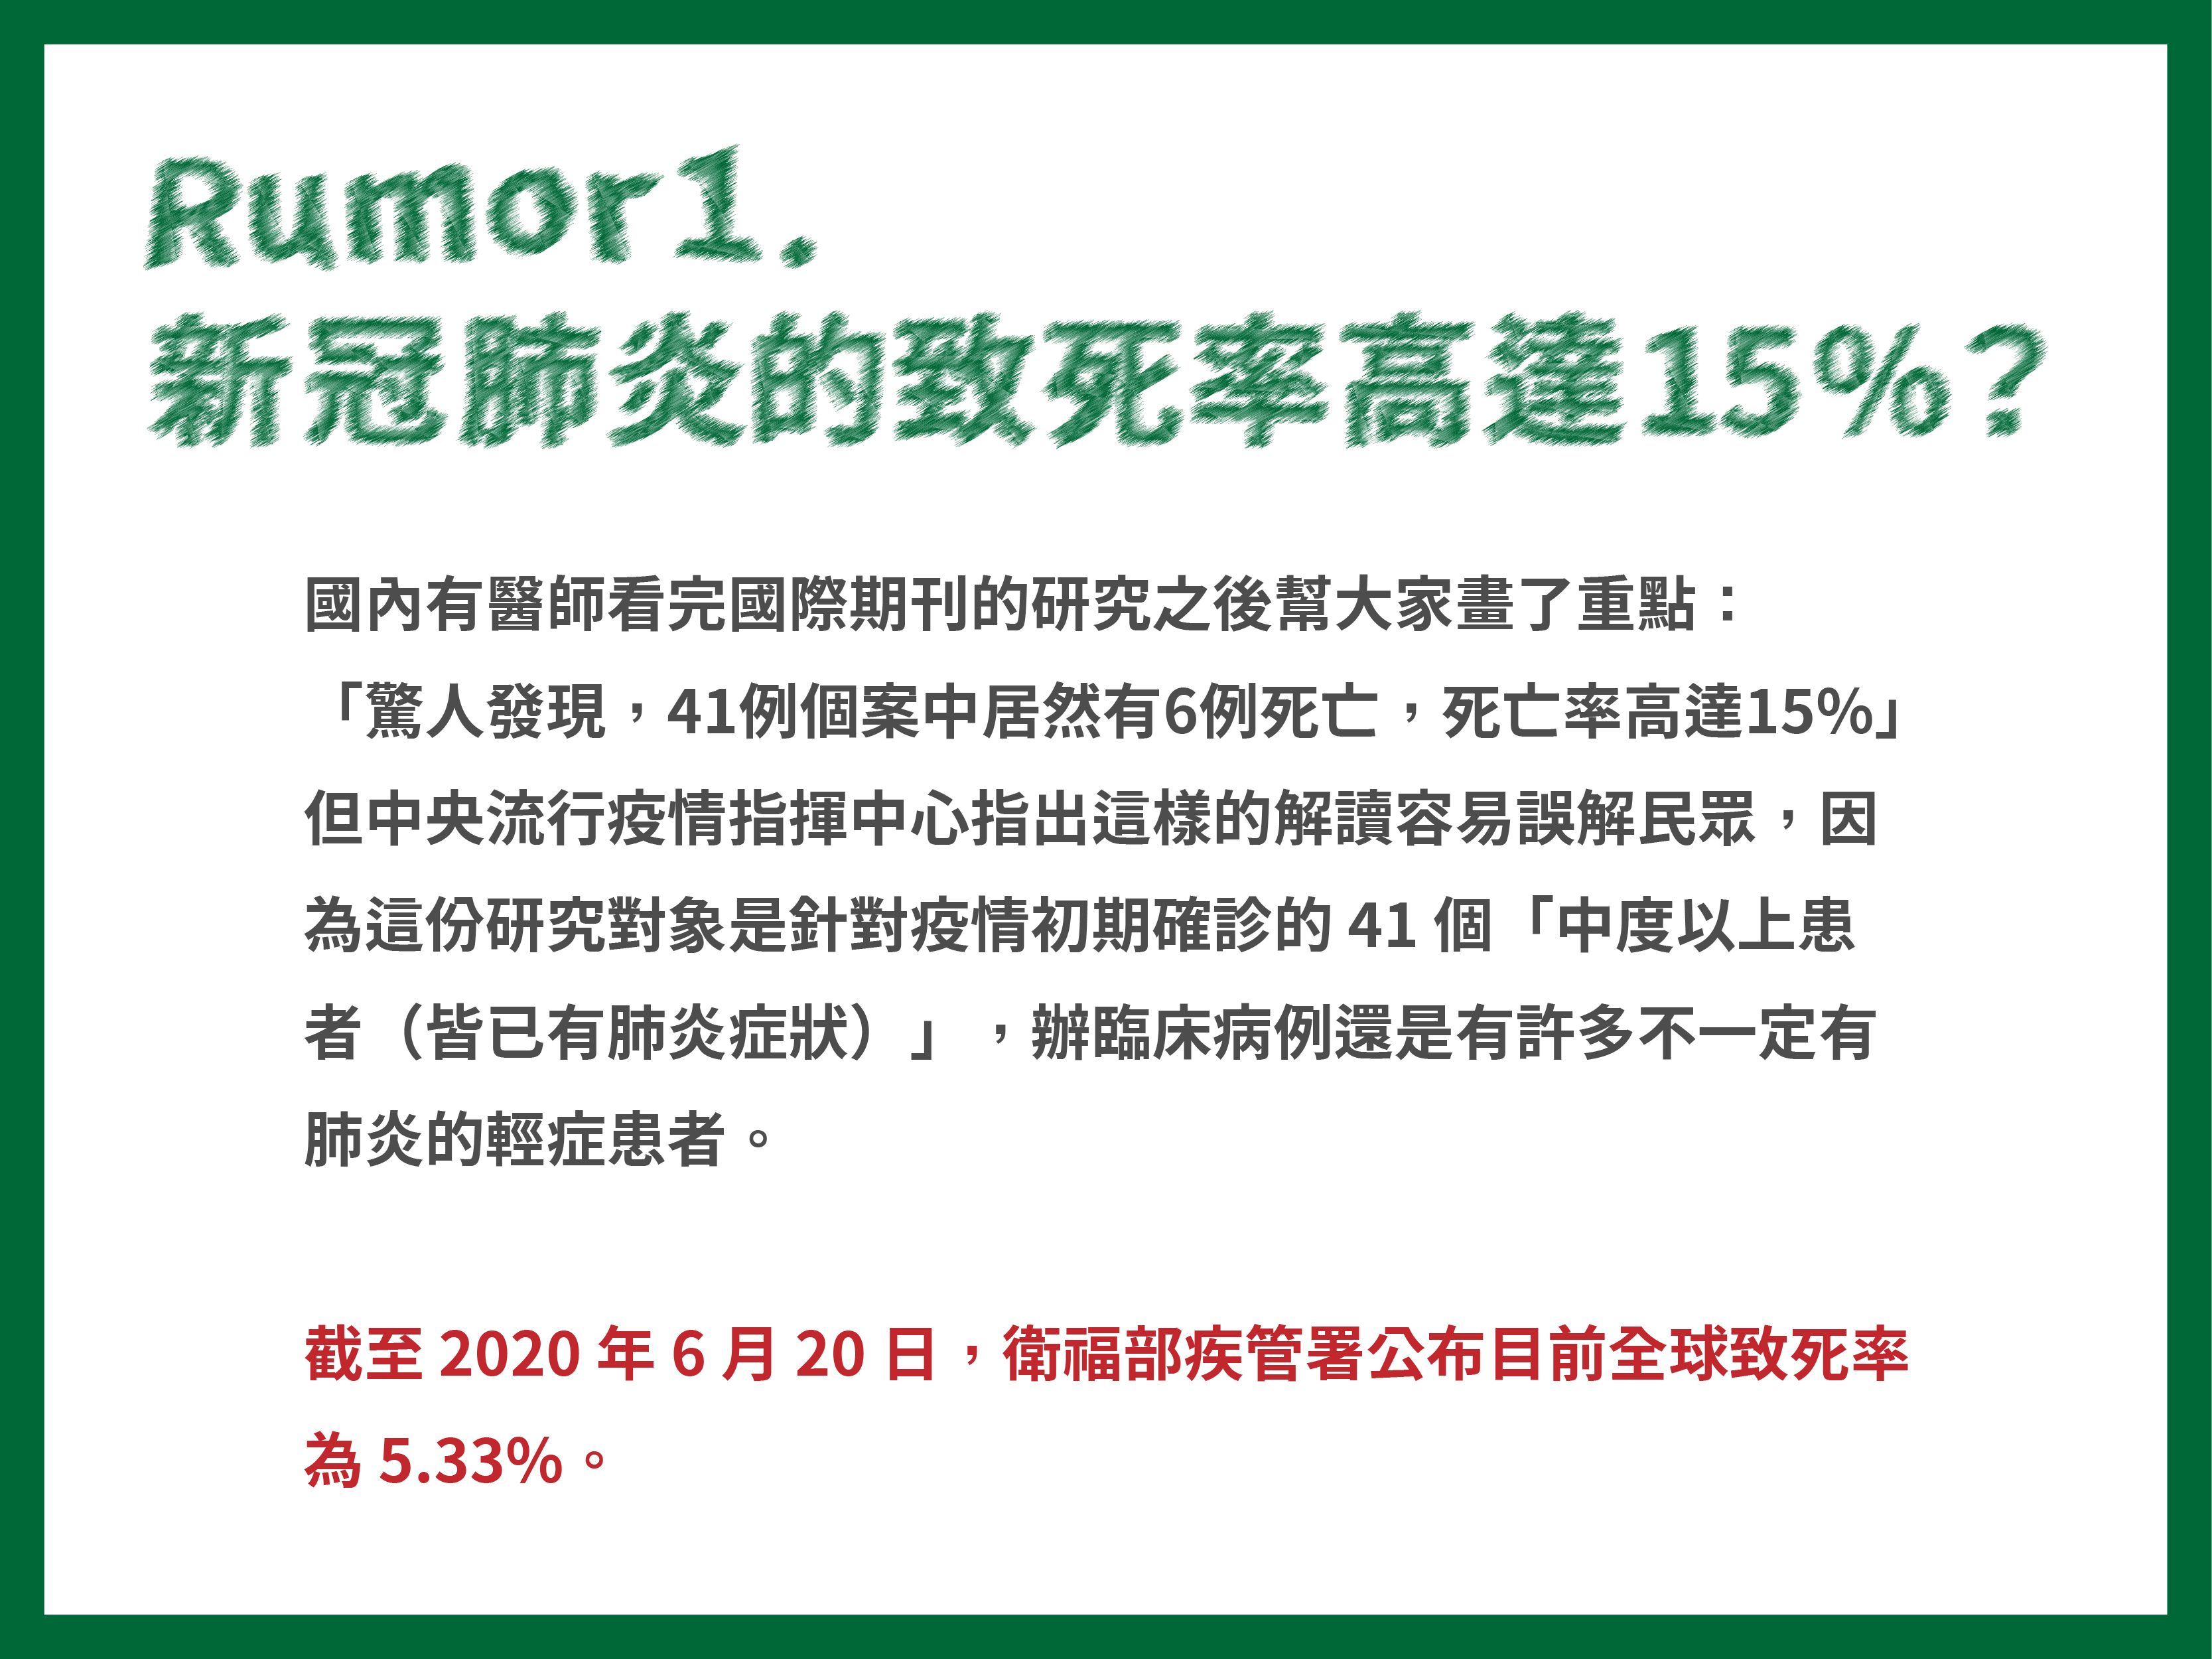 Rumor1.
新冠肺炎的致死率高達15%?
國內有醫師看完國際期刊的研究之後幫大家畫了重點：
「驚人發現，41例個案中居然有6例死亡，死亡率高達15%」
但中央流行疫情指揮中心指出這樣的解讀容易誤解民眾，因
為這份研究對象是針對疫情初期確診的 41 個「中度以上患
者（皆已有肺炎症狀）」，辦臨床病例還是有許多不一定有
肺炎的輕症患者。
截至 2020 年 6 月 20 日，衛福部疾管署公布目前全球致死率
為 5.33%。